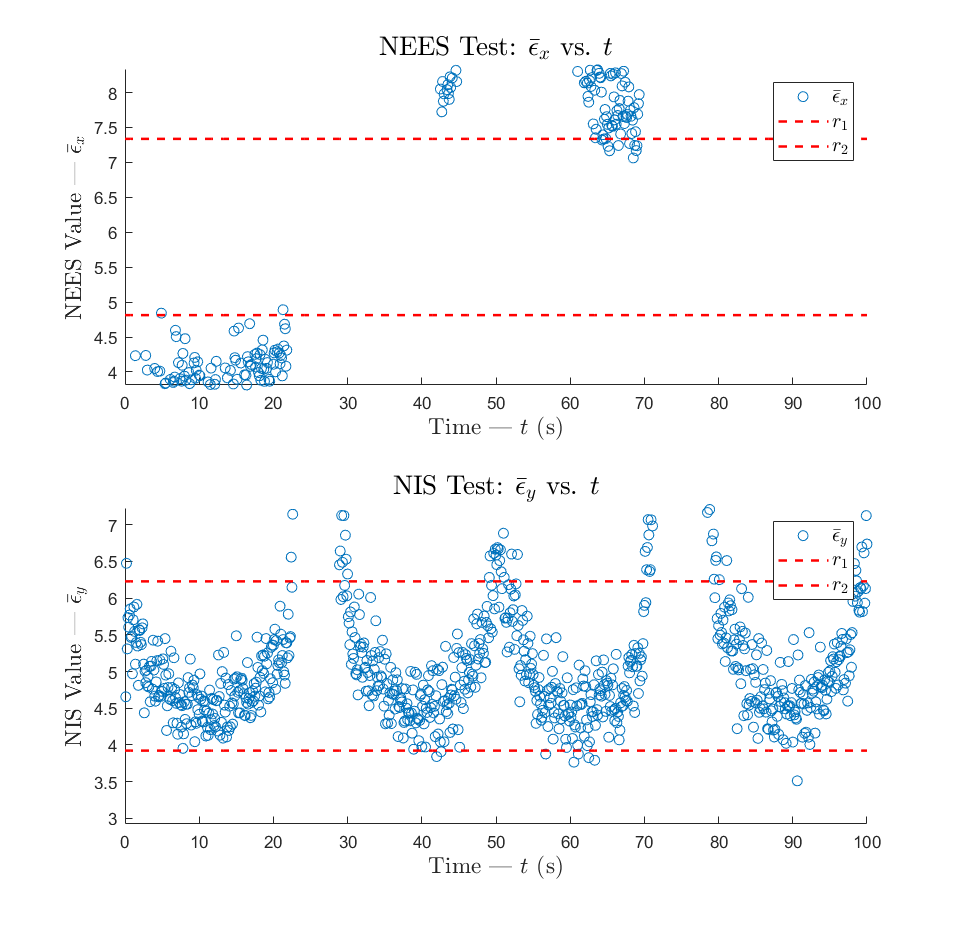 NEES Test: ϵ̄ₓ vs. t
NEES Value — ϵ̄ₓ
8
7.5
7
6.5
6
5.5
5
4.5
4
ϵ̄ₓ
r₁
r₂
0 10 20 30 40 50 60 70 80 90 100
Time — t (s)
NIS Test: ϵ̄ᵧ vs. t
NIS Value — ϵ̄ᵧ
7
6.5
6
5.5
5
4.5
4
3.5
3
ϵ̄ᵧ
r₁
r₂
0 10 20 30 40 50 60 70 80 90 100
Time — t (s)